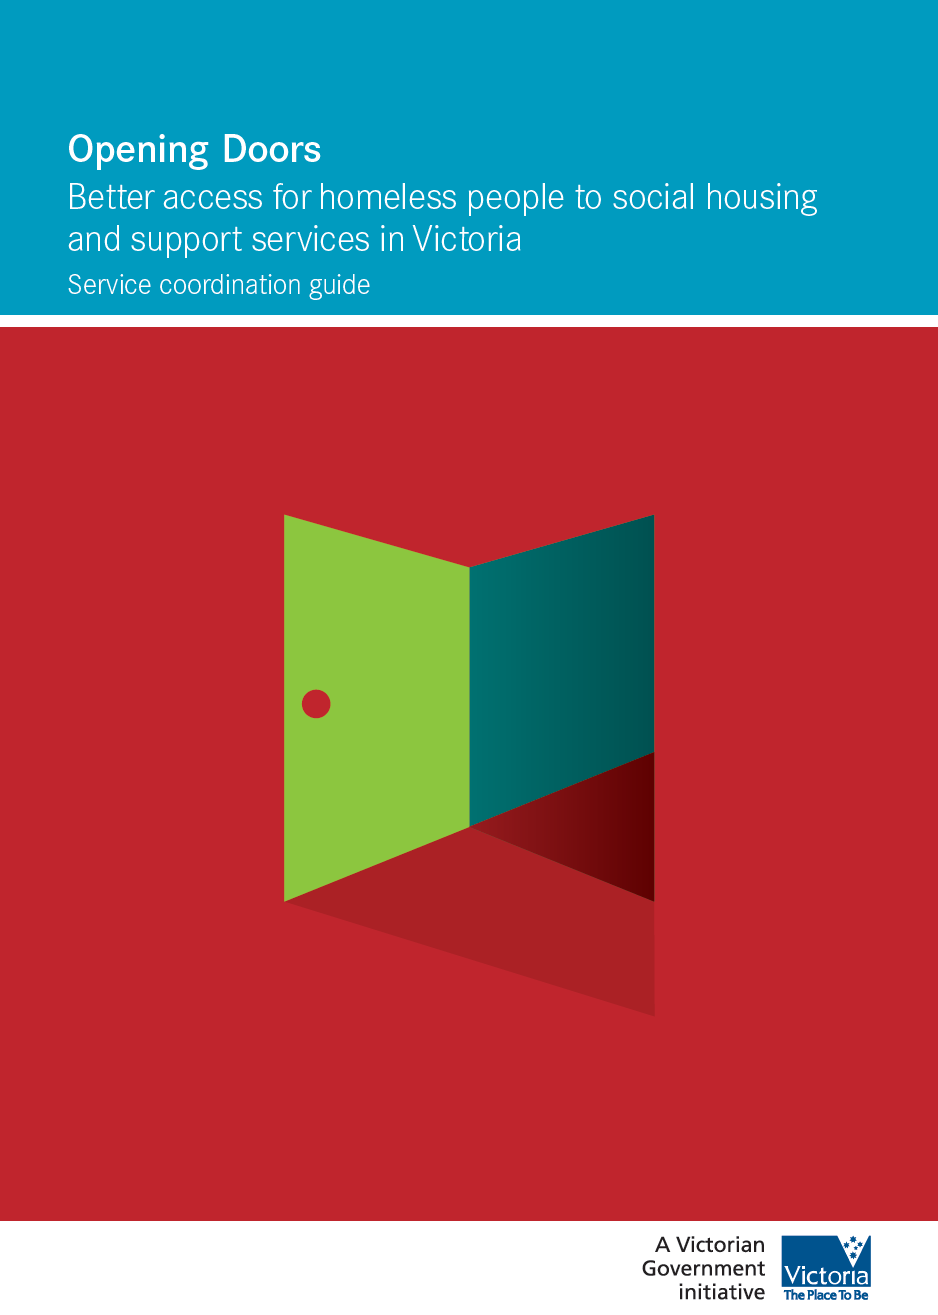 Opening Doors
Better access for homeless people to social housing
and support services in Victoria
Service coordination guide
A Victorian
Government
initiative
Victoria
The Place To Be